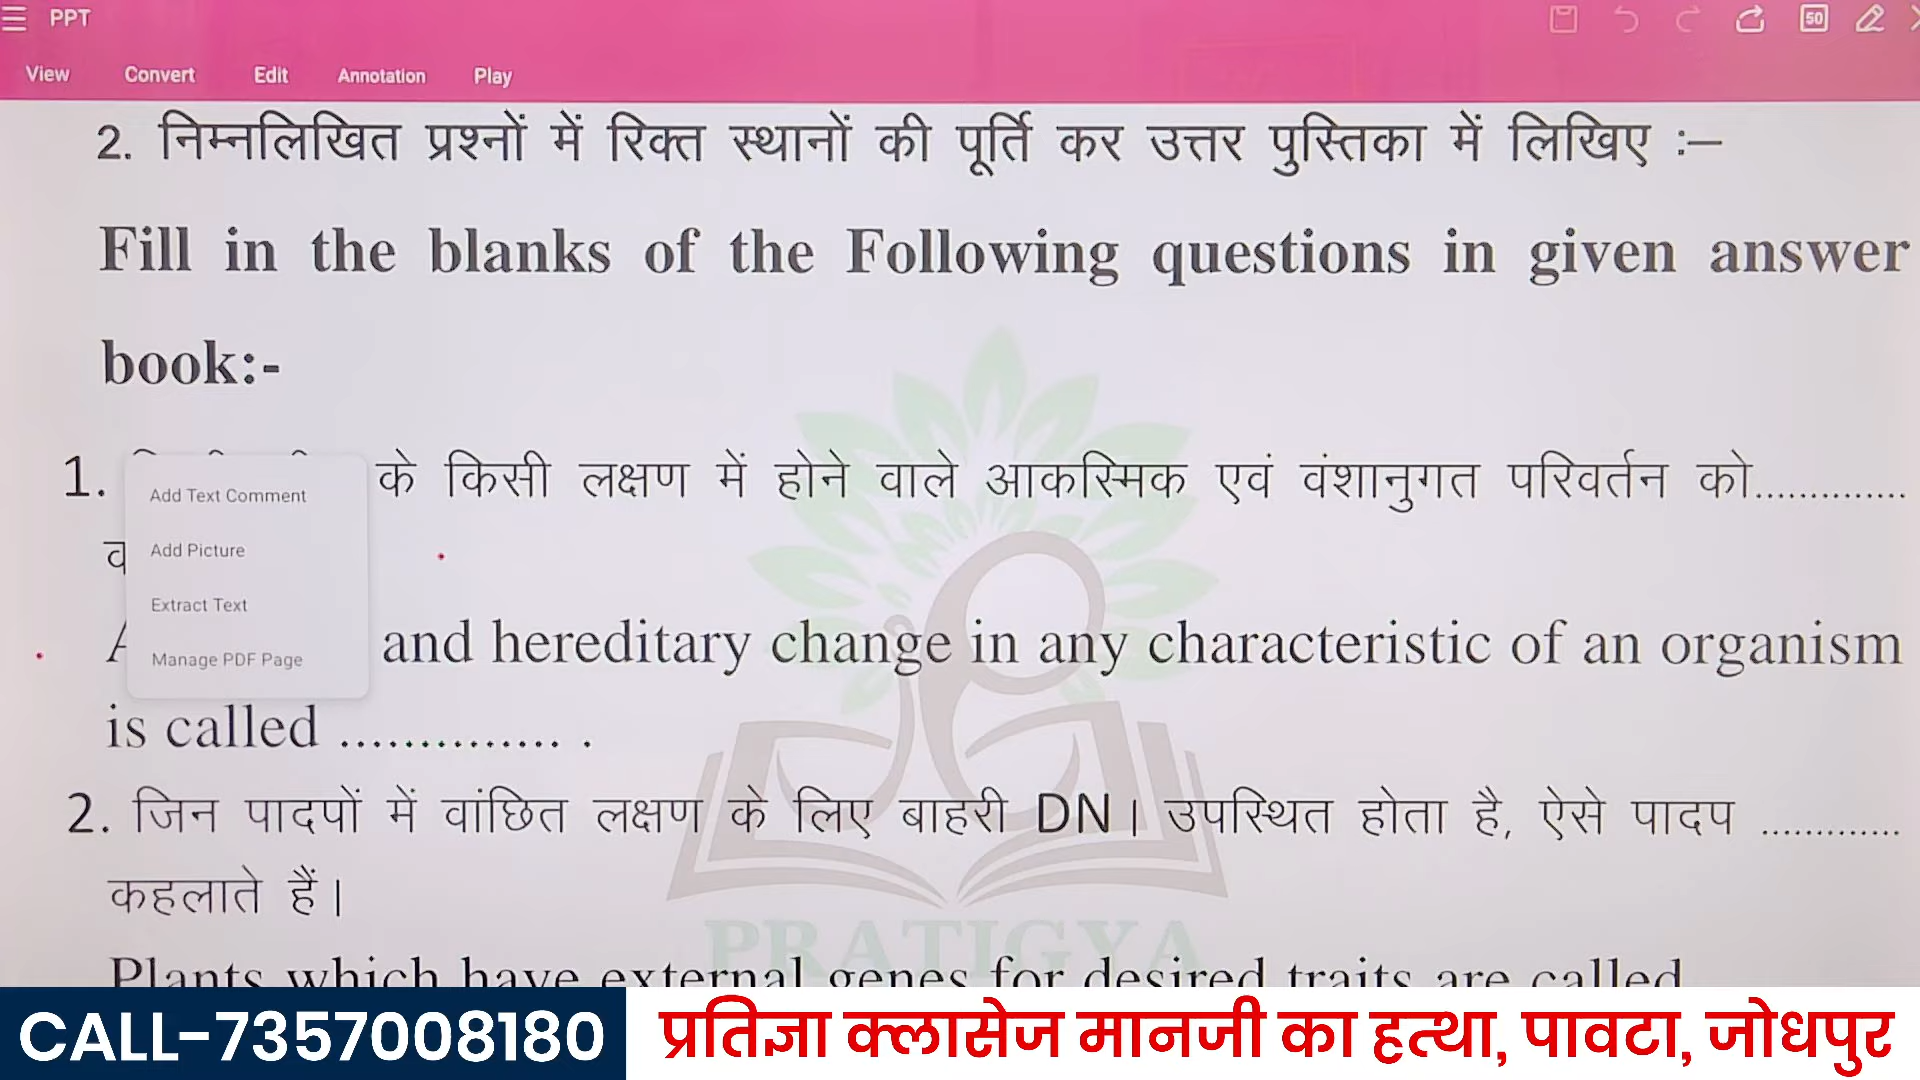 PPT
50
View Convert Edit Annotation Play
2. निम्नलिखित प्रश्नों में रिक्त स्थानों की पूर्ति कर उत्तर पुस्तिका में लिखिए :–
Fill in the blanks of the Following questions in given answer
book:-
1. के किसी लक्षण में होने वाले आकस्मिक एवं वंशानुगत परिवर्तन को..............
Add Text Comment
Add Picture
Extract Text
Manage PDF Page
and hereditary change in any characteristic of an organism
is called .............. .
2. जिन पादपों में वांछित लक्षण के लिए बाहरी DN। उपस्थित होता है, ऐसे पादप .............
कहलाते हैं।
PRATIGYA
Plants which have external genes for desired traits are called
CALL-7357008180 प्रतिज्ञा क्लासेज मानजी का हत्था, पावटा, जोधपुर